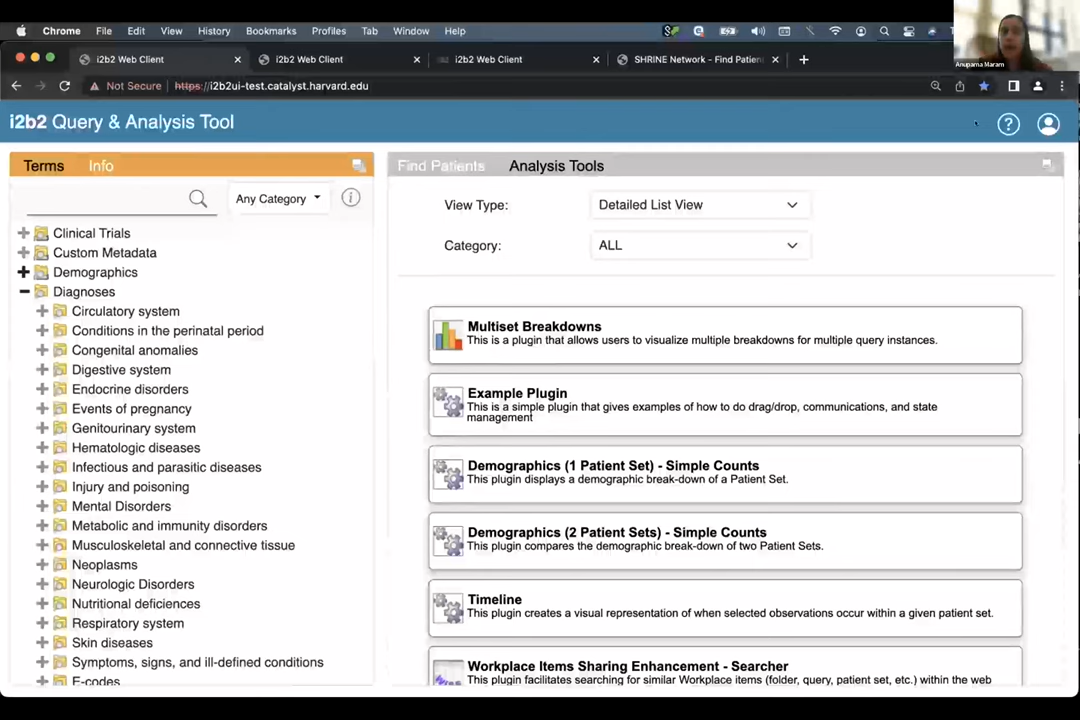 Chrome File Edit View History Bookmarks Profiles Tab Window Help
i2b2 Web Client i2b2 Web Client i2b2 Web Client SHRINE Network - Find Patien
Anupama Maram
Not Secure https://i2b2ui-test.catalyst.harvard.edu
i2b2 Query & Analysis Tool
Terms Info
Any Category
Clinical Trials
Custom Metadata
Demographics
Diagnoses
Circulatory system
Conditions in the perinatal period
Congenital anomalies
Digestive system
Endocrine disorders
Events of pregnancy
Genitourinary system
Hematologic diseases
Infectious and parasitic diseases
Injury and poisoning
Mental Disorders
Metabolic and immunity disorders
Musculoskeletal and connective tissue
Neoplasms
Neurologic Disorders
Nutritional deficiences
Respiratory system
Skin diseases
Symptoms, signs, and ill-defined conditions
E-codes
Find Patients Analysis Tools
View Type: Detailed List View
Category: ALL
Multiset Breakdowns
This is a plugin that allows users to visualize multiple breakdowns for multiple query instances.
Example Plugin
This is a simple plugin that gives examples of how to do drag/drop, communications, and state
management
Demographics (1 Patient Set) - Simple Counts
This plugin displays a demographic break-down of a Patient Set.
Demographics (2 Patient Sets) - Simple Counts
This plugin compares the demographic break-down of two Patient Sets.
Timeline
This plugin creates a visual representation of when selected observations occur within a given patient set.
Workplace Items Sharing Enhancement - Searcher
This plugin facilitates searching for similar Workplace items (folder, query, patient set, etc.) within the web